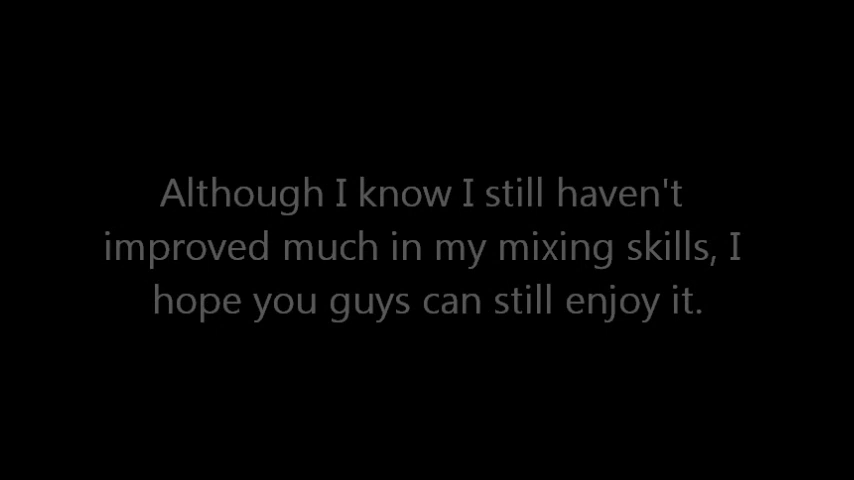 Although I know I still haven't
improved much in my mixing skills, I
hope you guys can still enjoy it.